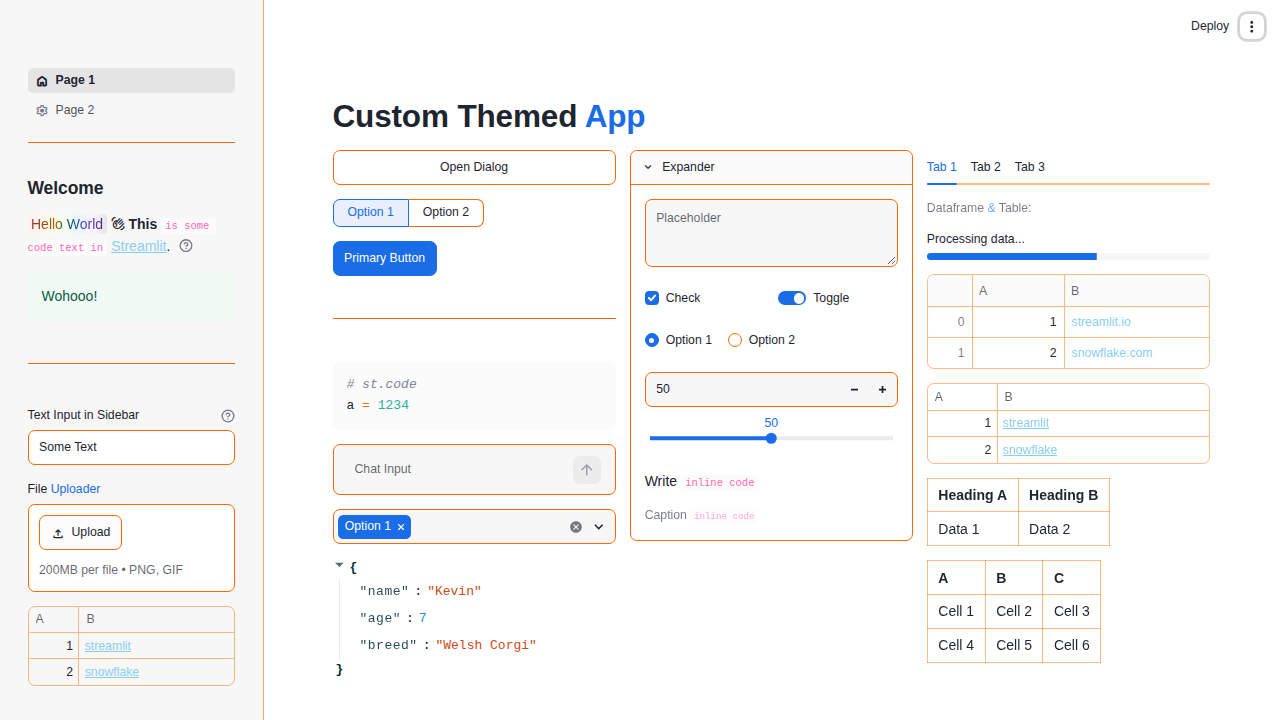 Deploy
Page 1
Page 2
Welcome
Hello World 👋 This is some
code text in Streamlit.
Wohooo!
Text Input in Sidebar
Some Text
File Uploader
Upload
200MB per file • PNG, GIF
A B
1 streamlit
2 snowflake
Custom Themed App
Open Dialog
Option 1 Option 2
Primary Button
# st.code
a = 1234
Chat Input
Option 1
{
"name" : "Kevin"
"age" : 7
"breed" : "Welsh Corgi"
}
Expander
Placeholder
Check Toggle
Option 1 Option 2
50
50
Write inline code
Caption inline code
Tab 1 Tab 2 Tab 3
Dataframe & Table:
Processing data...
A B
0 1 streamlit.io
1 2 snowflake.com
A B
1 streamlit
2 snowflake
Heading A Heading B
Data 1 Data 2
A B C
Cell 1 Cell 2 Cell 3
Cell 4 Cell 5 Cell 6